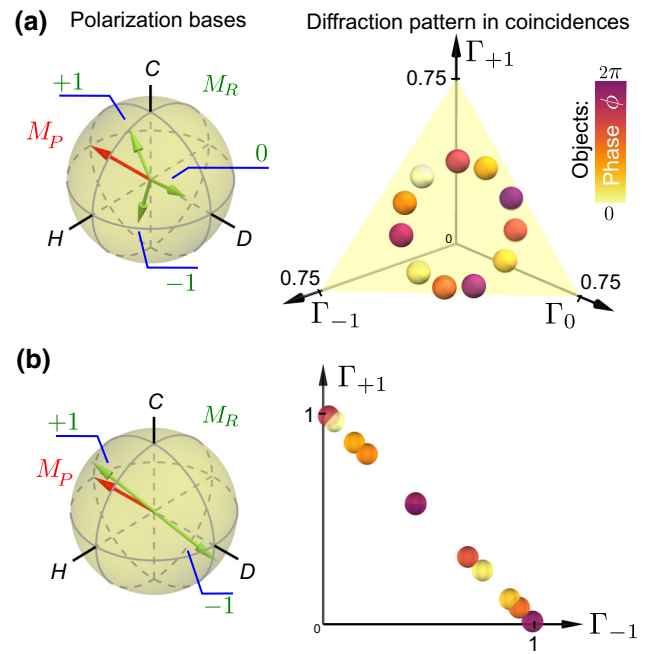 (a) Polarization bases
Diffraction pattern in coincidences
C
+1
M_R
M_P
0
H
D
−1
Γ_{+1}
0.75
0
0.75
Γ_{−1}
0.75
Γ_0
2π
Objects:
Phase ϕ
0
(b)
C
+1
M_R
M_P
H
D
−1
Γ_{+1}
1
0
1
Γ_{−1}